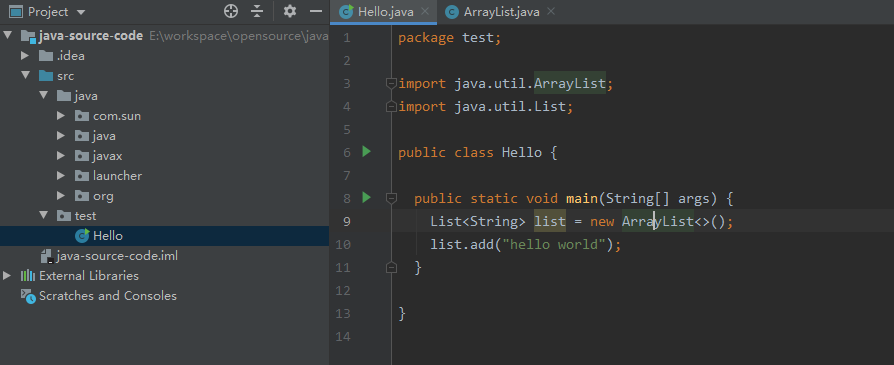 Project
java-source-code E:\workspace\opensource\java
.idea
src
java
com.sun
java
javax
launcher
org
test
Hello
java-source-code.iml
External Libraries
Scratches and Consoles
Hello.java
ArrayList.java
1 package test;
2
3 import java.util.ArrayList;
4 import java.util.List;
5
6 public class Hello {
7
8 public static void main(String[] args) {
9 List<String> list = new ArrayList<>();
10 list.add("hello world");
11 }
12
13 }
14